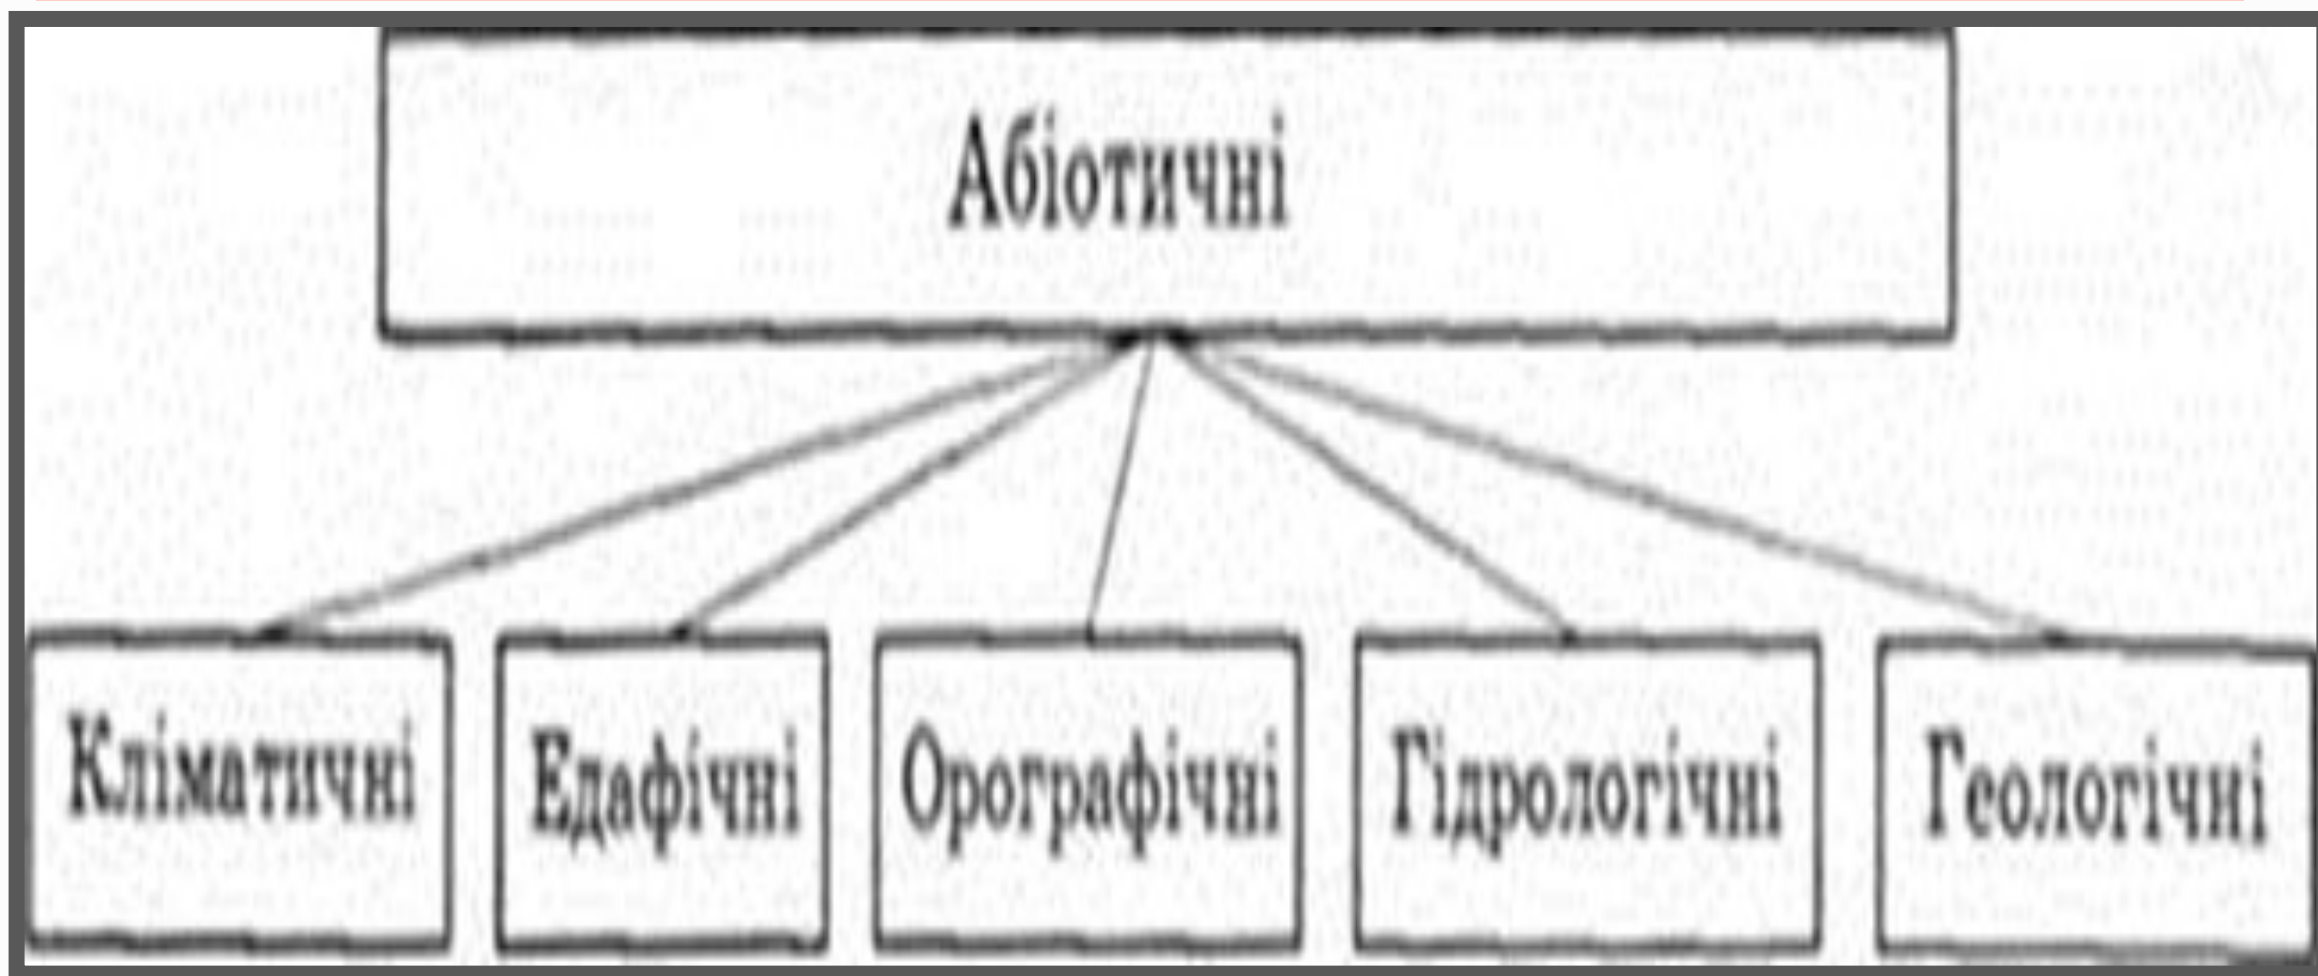 Абіотичні
Кліматичні
Едафічні
Орографічні
Гідрологічні
Геологічні